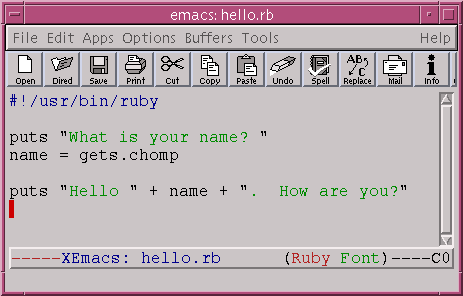 emacs: hello.rb
File Edit Apps Options Buffers Tools Help
Open Dired Save Print Cut Copy Paste Undo Spell Replace Mail Info
#!/usr/bin/ruby
puts "What is your name? "
name = gets.chomp
puts "Hello " + name + ".  How are you?"
-----XEmacs: hello.rb (Ruby Font)----C0